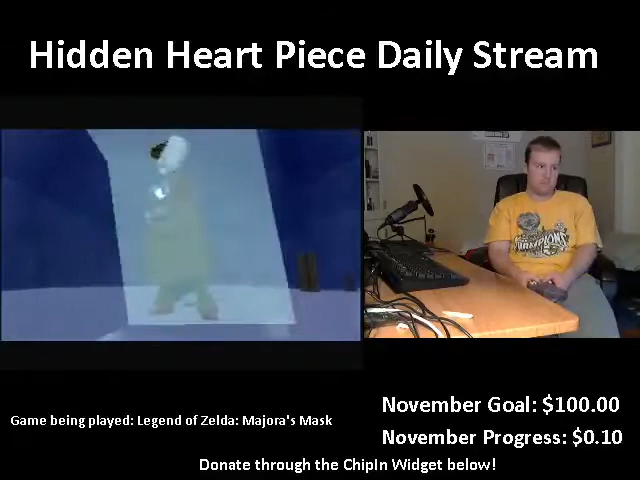 Hidden Heart Piece Daily Stream
CHAMPIONS
November Goal: $100.00
Game being played: Legend of Zelda: Majora's Mask
November Progress: $0.10
Donate through the ChipIn Widget below!